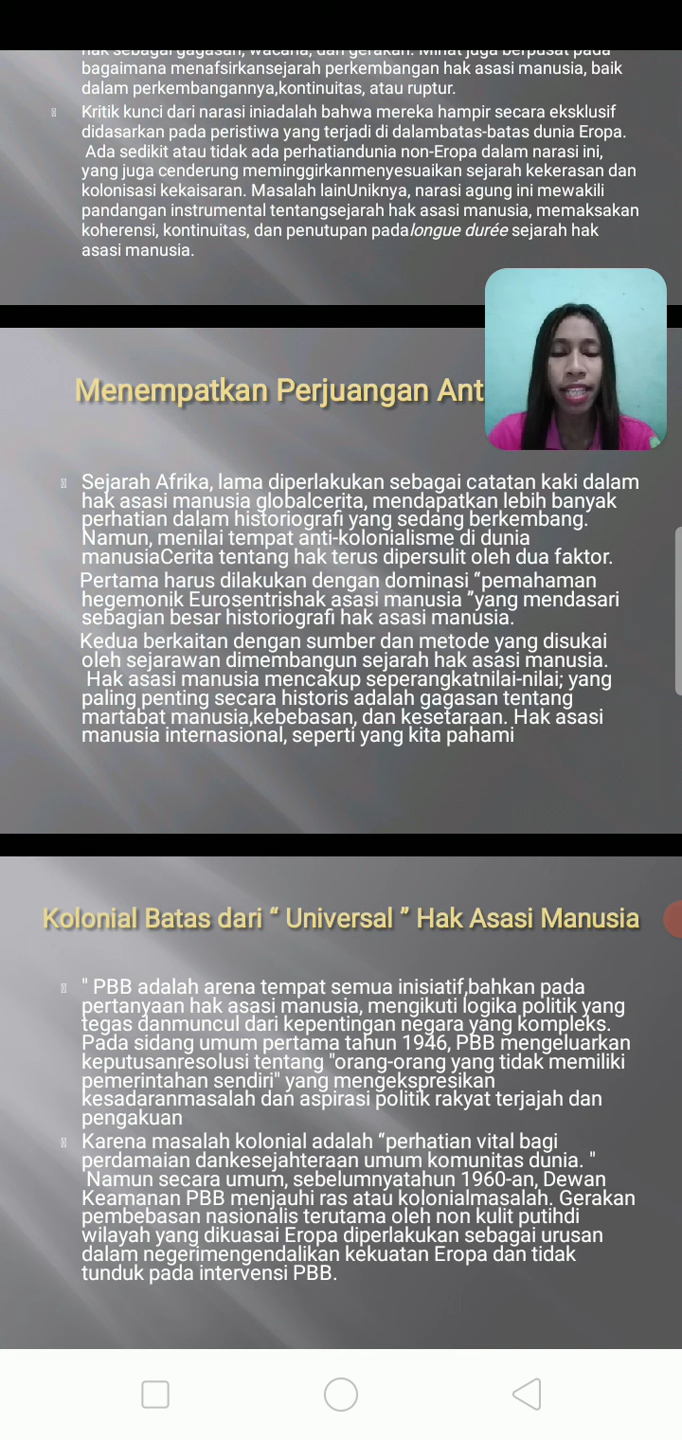 hak sebagai gagasan, wacana, dan gerakan. Minat juga berpusat pada
bagaimana menafsirkansejarah perkembangan hak asasi manusia, baik
dalam perkembangannya,kontinuitas, atau ruptur.
Kritik kunci dari narasi iniadalah bahwa mereka hampir secara eksklusif
didasarkan pada peristiwa yang terjadi di dalambatas-batas dunia Eropa.
Ada sedikit atau tidak ada perhatiandunia non-Eropa dalam narasi ini,
yang juga cenderung meminggirkanmenyesuaikan sejarah kekerasan dan
kolonisasi kekaisaran. Masalah lainUniknya, narasi agung ini mewakili
pandangan instrumental tentangsejarah hak asasi manusia, memaksakan
koherensi, kontinuitas, dan penutupan padalongue durée sejarah hak
asasi manusia.
Menempatkan Perjuangan Ant
Sejarah Afrika, lama diperlakukan sebagai catatan kaki dalam
hak asasi manusia globalcerita, mendapatkan lebih banyak
perhatian dalam historiografi yang sedang berkembang.
Namun, menilai tempat anti-kolonialisme di dunia
manusiaCerita tentang hak terus dipersulit oleh dua faktor.
Pertama harus dilakukan dengan dominasi “pemahaman
hegemonik Eurosentrishak asasi manusia ”yang mendasari
sebagian besar historiografi hak asasi manusia.
Kedua berkaitan dengan sumber dan metode yang disukai
oleh sejarawan dimembangun sejarah hak asasi manusia.
Hak asasi manusia mencakup seperangkatnilai-nilai; yang
paling penting secara historis adalah gagasan tentang
martabat manusia,kebebasan, dan kesetaraan. Hak asasi
manusia internasional, seperti yang kita pahami
Kolonial Batas dari “ Universal ” Hak Asasi Manusia
" PBB adalah arena tempat semua inisiatif,bahkan pada
pertanyaan hak asasi manusia, mengikuti logika politik yang
tegas danmuncul dari kepentingan negara yang kompleks.
Pada sidang umum pertama tahun 1946, PBB mengeluarkan
keputusanresolusi tentang "orang-orang yang tidak memiliki
pemerintahan sendiri" yang mengekspresikan
kesadaranmasalah dan aspirasi politik rakyat terjajah dan
pengakuan
Karena masalah kolonial adalah “perhatian vital bagi
perdamaian dankesejahteraan umum komunitas dunia. "
Namun secara umum, sebelumnyatahun 1960-an, Dewan
Keamanan PBB menjauhi ras atau kolonialmasalah. Gerakan
pembebasan nasionalis terutama oleh non kulit putihdi
wilayah yang dikuasai Eropa diperlakukan sebagai urusan
dalam negerimengendalikan kekuatan Eropa dan tidak
tunduk pada intervensi PBB.